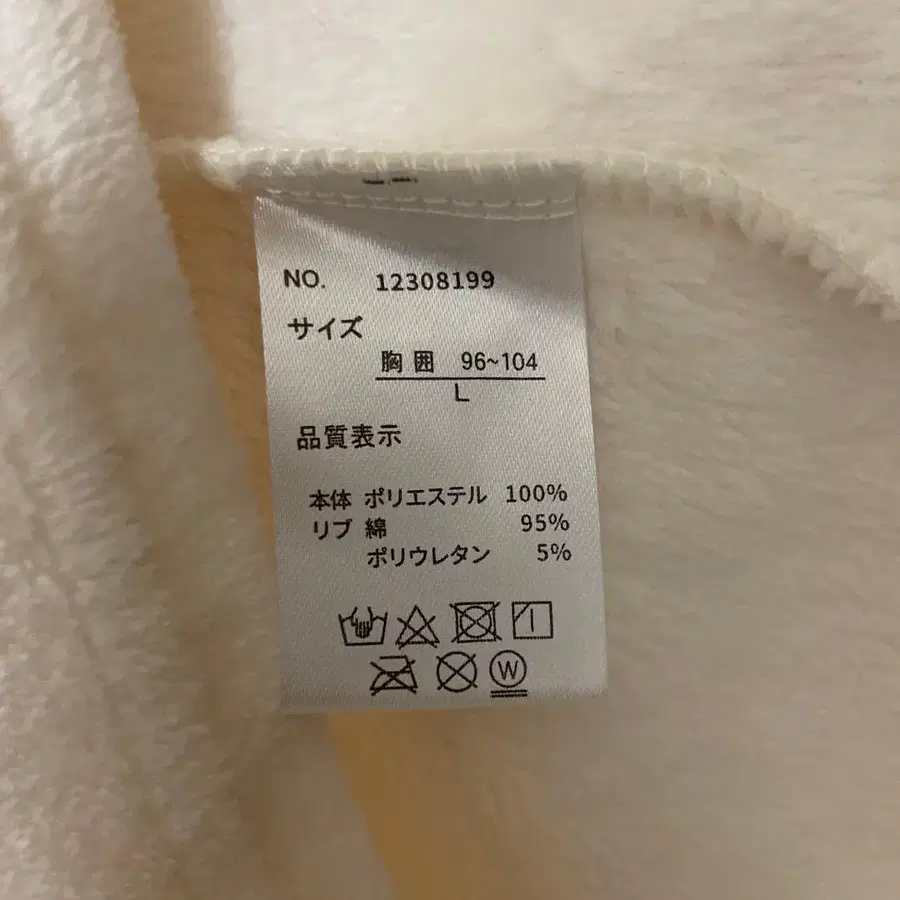 NO. 12308199
サイズ
胸囲 96~104
L
品質表示
本体 ポリエステル 100%
リブ 綿 95%
ポリウレタン 5%
W